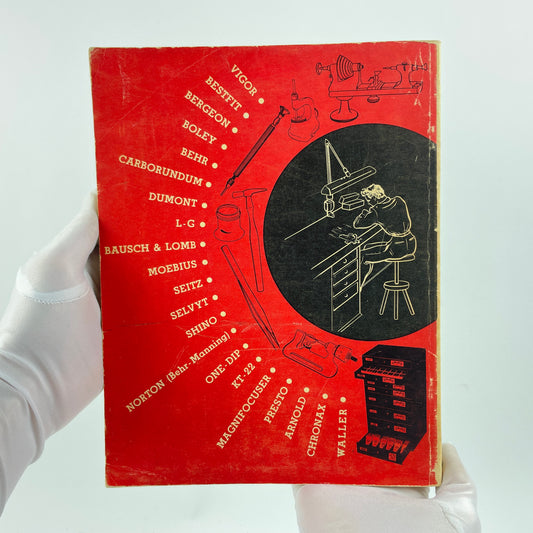 VIGOR
BESTFIT
BERGEON
BOLEY
BEHR
CARBORUNDUM
DUMONT
L-G
BAUSCH & LOMB
MOEBIUS
SEITZ
SELVYT
SHINO
NORTON (Behr-Manning)
ONE-DIP
KT-22
MAGNIFOCUSER
PRESTO
ARNOLD
CHRONAX
WALLER